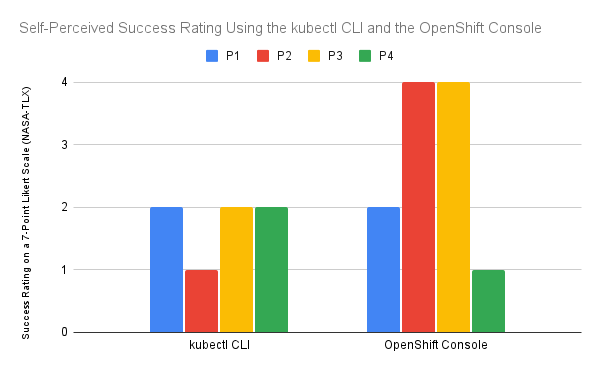 Self-Perceived Success Rating Using the kubectl CLI and the OpenShift Console
P1 P2 P3 P4
Success Rating on a 7-Point Likert Scale (NASA-TLX)
4
3
2
1
0
kubectl CLI OpenShift Console